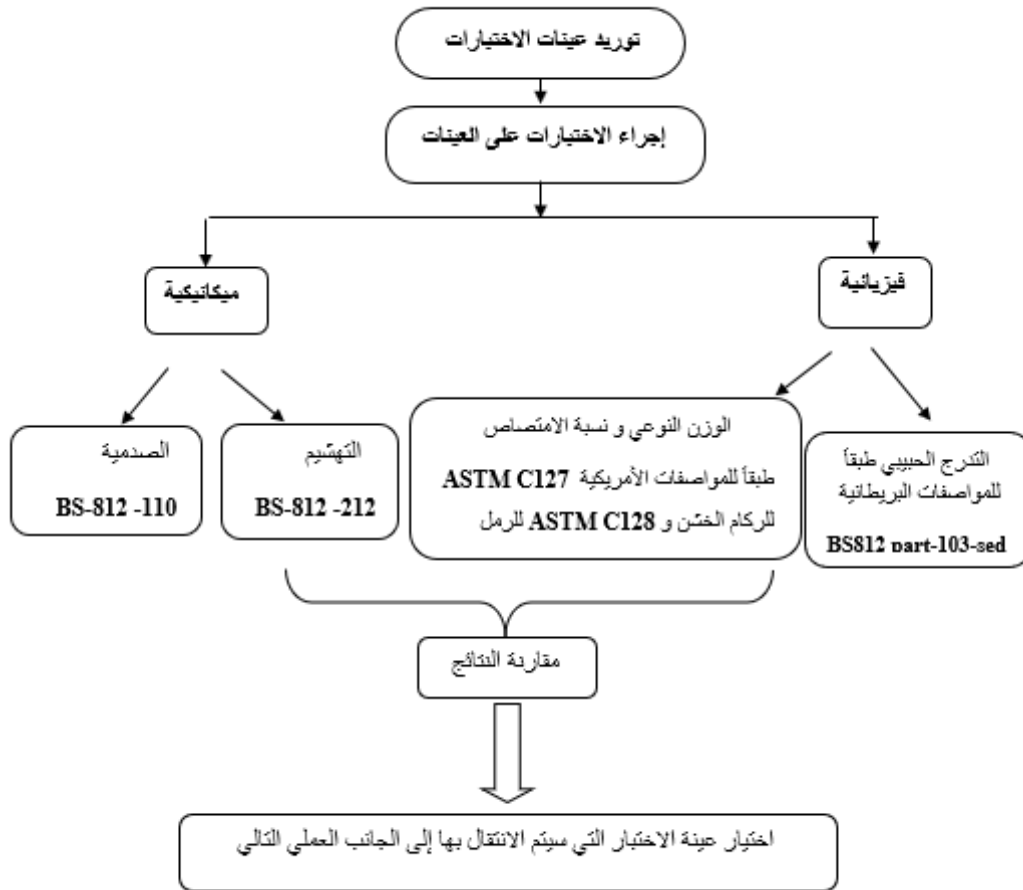 توريد عينات الاختبارات
إجراء الاختبارات على العينات
فيزيائية
ميكانيكية
التدرج الحبيبي طبقاً
للمواصفات البريطانية
BS812 part-103-sed
الوزن النوعي و نسبة الامتصاص
طبقاً للمواصفات الأمريكية ASTM C127
للركام الخشن و ASTM C128 للرمل
التهشيم
BS-812 -212
الصدمية
BS-812 -110
مقارنة النتائج
اختيار عينة الاختبار التي سيتم الانتقال بها إلى الجانب العملي التالي